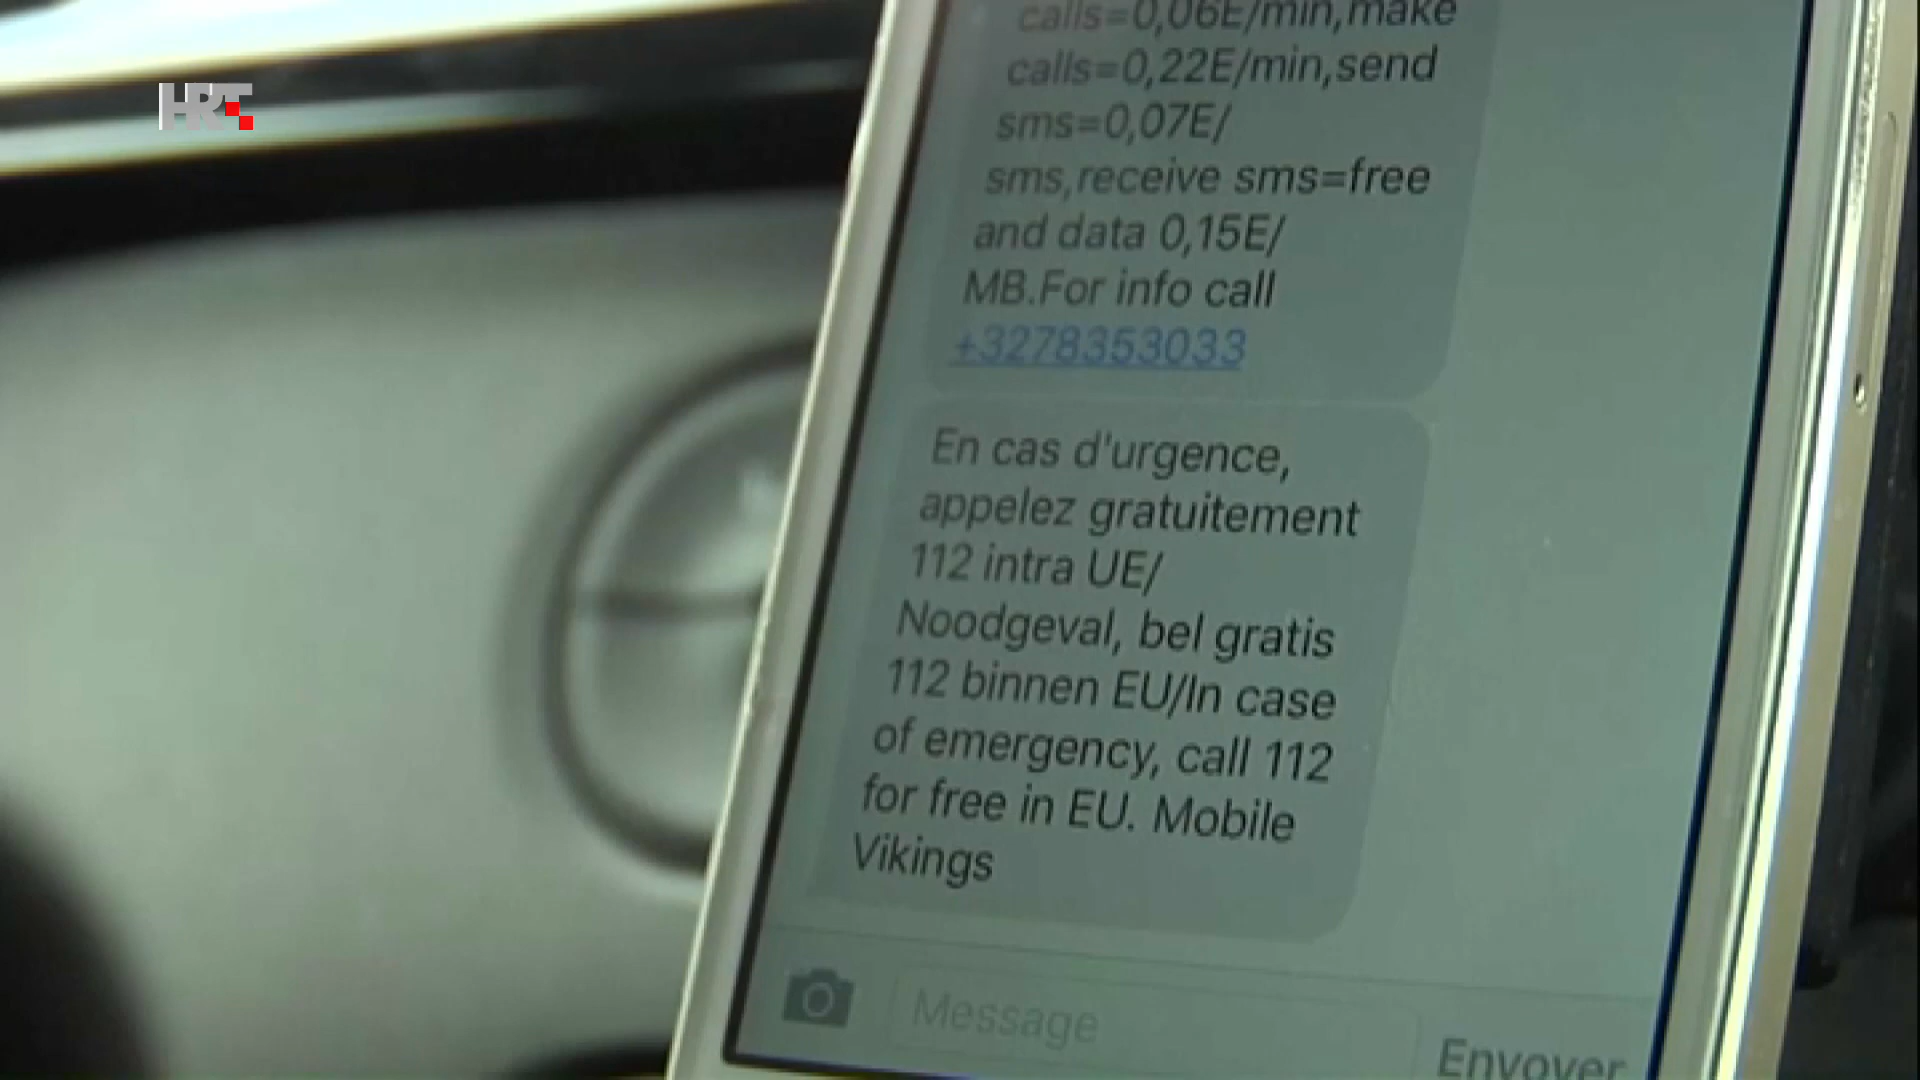 HRT
calls=0,06E/min,make
calls=0,22E/min,send
sms=0,07E/
sms,receive sms=free
and data 0,15E/
MB.For info call
+3278353033
En cas d'urgence,
appelez gratuitement
112 intra UE/
Noodgeval, bel gratis
112 binnen EU/In case
of emergency, call 112
for free in EU. Mobile
Vikings
Message
Envoyer